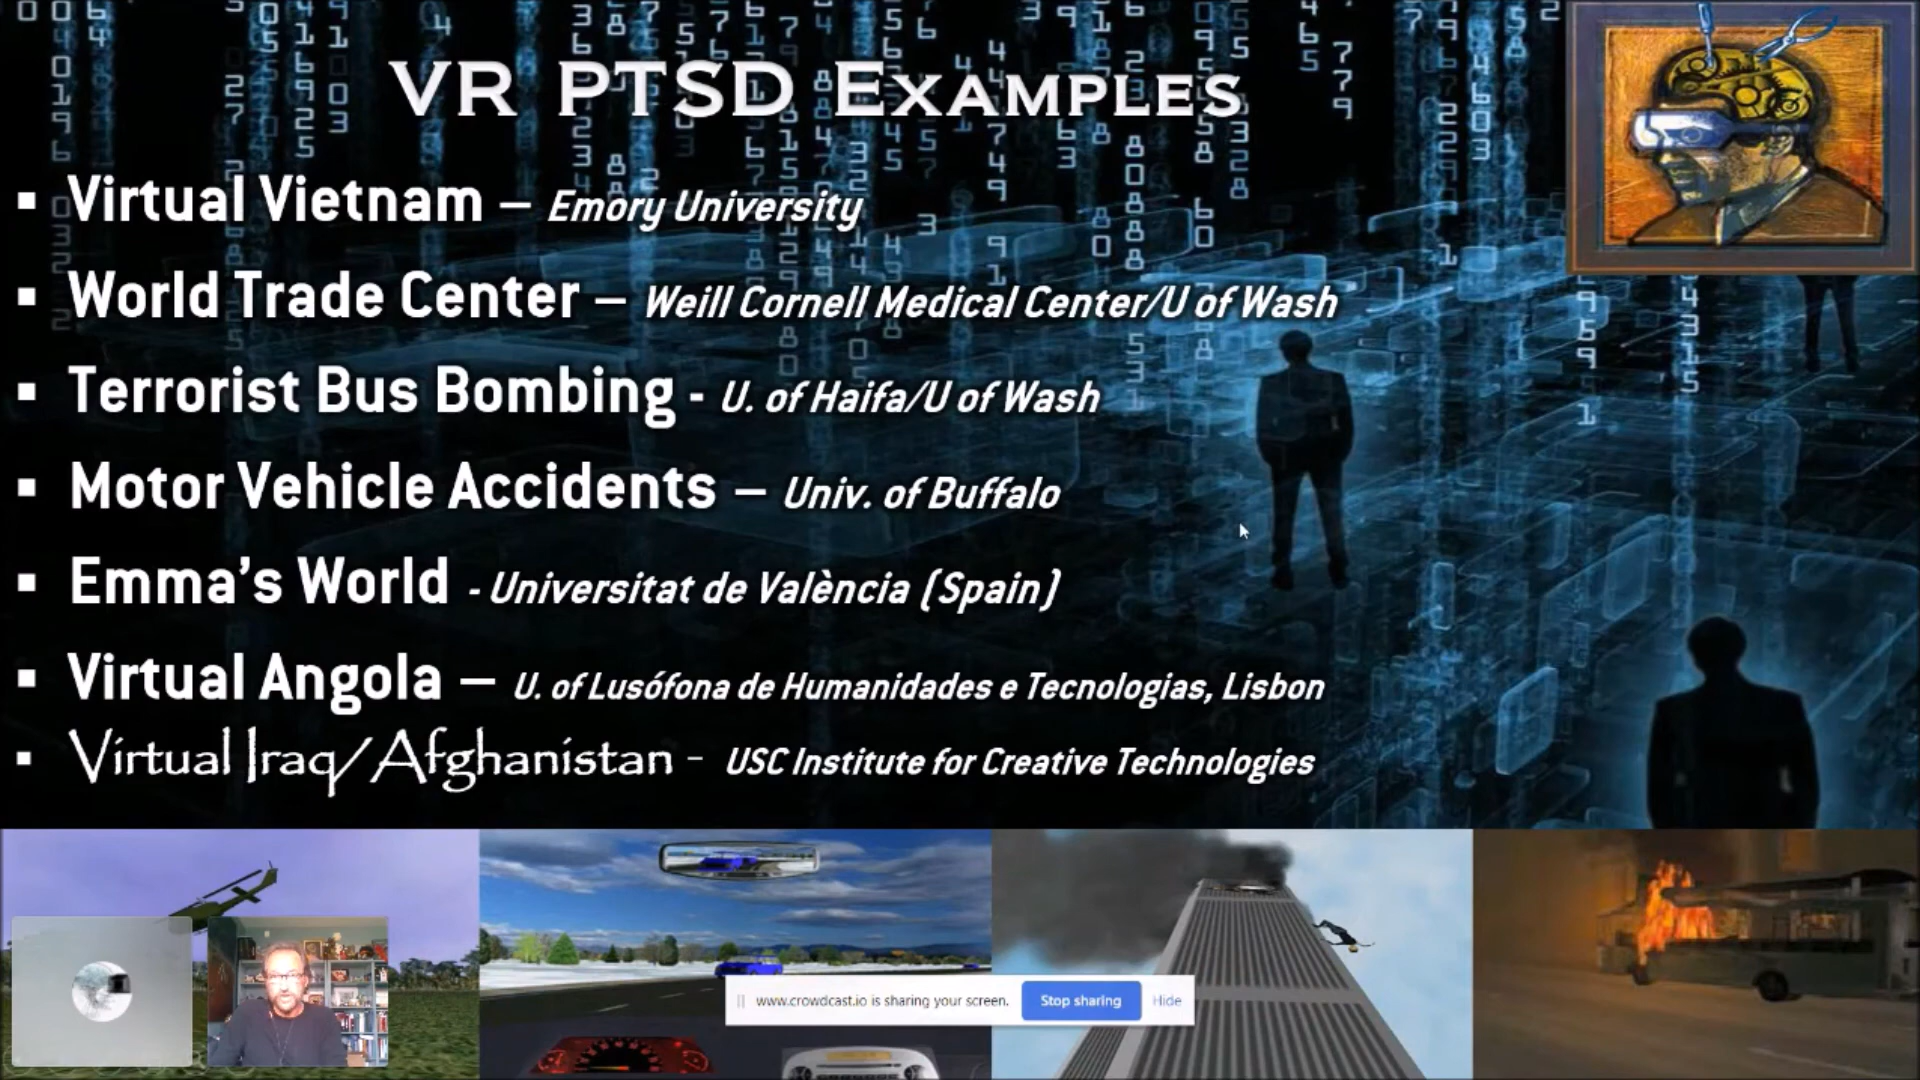 VR PTSD Examples
▪ Virtual Vietnam – Emory University
▪ World Trade Center – Weill Cornell Medical Center/U of Wash
▪ Terrorist Bus Bombing - U. of Haifa/U of Wash
▪ Motor Vehicle Accidents – Univ. of Buffalo
▪ Emma's World - Universitat de València (Spain)
▪ Virtual Angola – U. of Lusófona de Humanidades e Tecnologias, Lisbon
▪ Virtual Iraq/Afghanistan - USC Institute for Creative Technologies
www.crowdcast.io is sharing your screen. Stop sharing Hide